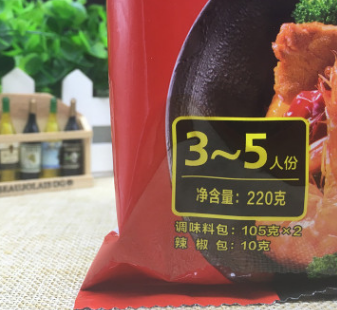 3~5人份
净含量：220克
调味料包：105克×2
辣 椒 包：10克